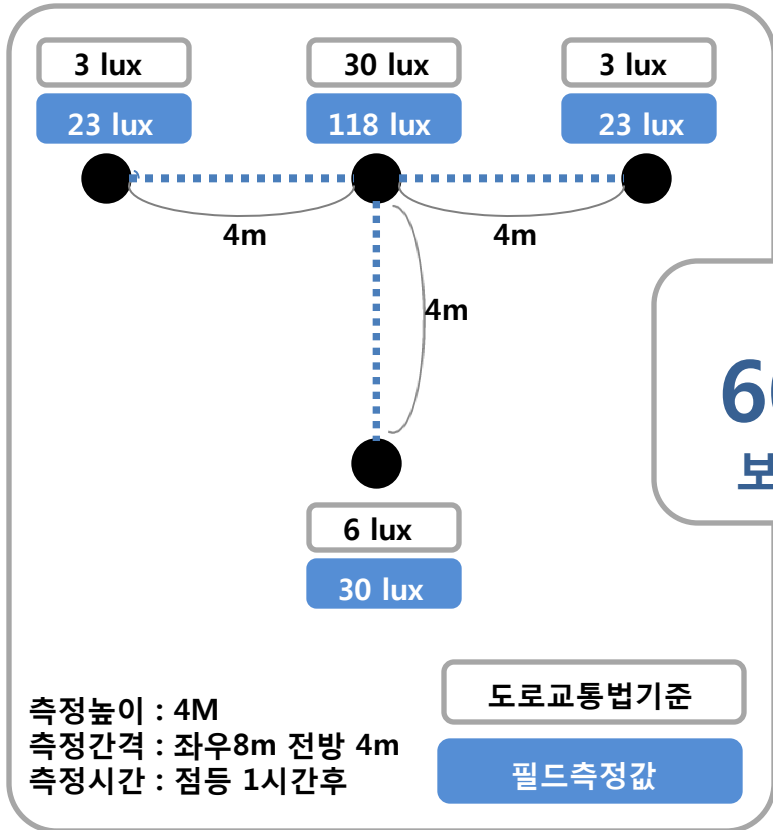 3 lux
30 lux
3 lux
23 lux
118 lux
23 lux
4m
4m
4m
6 lux
30 lux
도로교통법기준
필드측정값
측정높이 : 4M
측정간격 : 좌우8m 전방 4m
측정시간 : 점등 1시간후